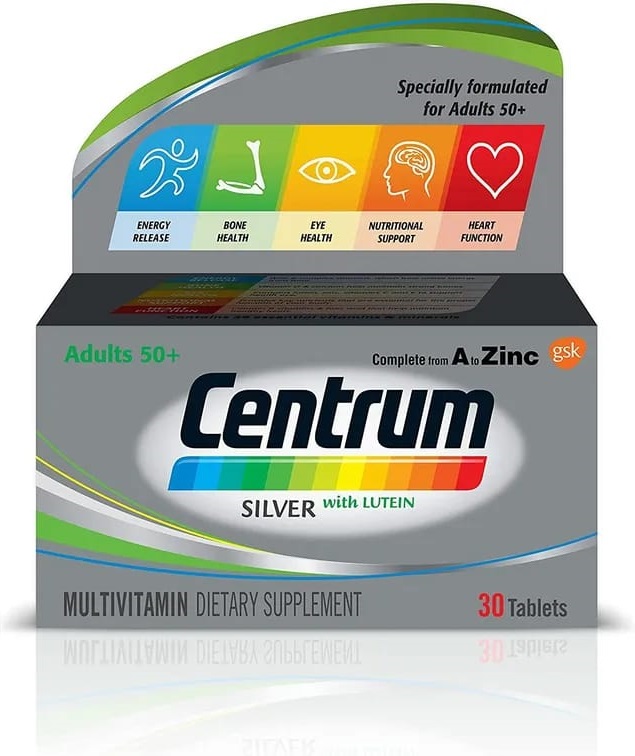 Specially formulated
for Adults 50+
ENERGY
RELEASE
BONE
HEALTH
EYE
HEALTH
NUTRITIONAL
SUPPORT
HEART
FUNCTION
Adults 50+
Complete from A to Zinc
gsk
Centrum
SILVER with LUTEIN
MULTIVITAMIN DIETARY SUPPLEMENT
30 Tablets